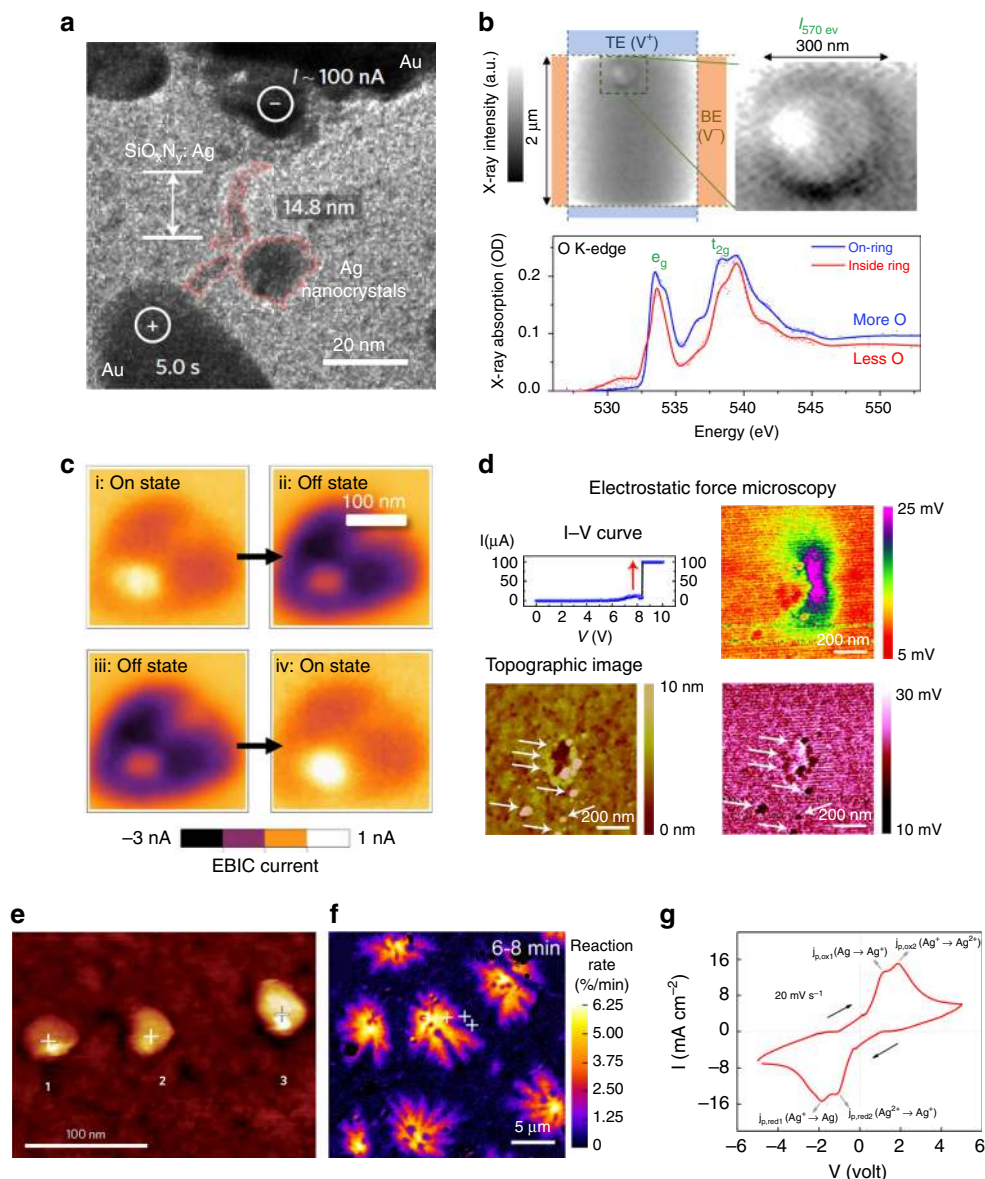 a
Au
I ~ 100 nA
−
SiOxNy: Ag
14.8 nm
Ag
nanocrystals
+
Au
5.0 s
20 nm
b
TE (V⁺)
I570 ev
300 nm
X-ray intensity (a.u.)
2 μm
BE
(V⁻)
O K-edge
eg
t2g
On-ring
Inside ring
More O
Less O
X-ray absorption (OD)
0.2
0.1
0.0
530 535 540 545 550
Energy (eV)
c
i: On state
ii: Off state
100 nm
iii: Off state
iv: On state
−3 nA
1 nA
EBIC current
d
Electrostatic force microscopy
I–V curve
I(μA)
100
50
0
100
50
0
0 2 4 6 8 10
V (V)
25 mV
200 nm
5 mV
Topographic image
10 nm
200 nm
0 nm
30 mV
200 nm
10 mV
e
1
2
3
100 nm
f
6-8 min
5 μm
Reaction
rate
(%/min)
6.25
5.00
3.75
2.50
1.25
0
g
jp,ox1(Ag → Ag⁺)
jp,ox2 (Ag⁺ → Ag²⁺)
20 mV s⁻¹
I (mA cm⁻²)
16
8
0
−8
−16
jp,red1(Ag⁺ → Ag)
jp,red2 (Ag²⁺ → Ag⁺)
−6 −4 −2 0 2 4 6
V (volt)